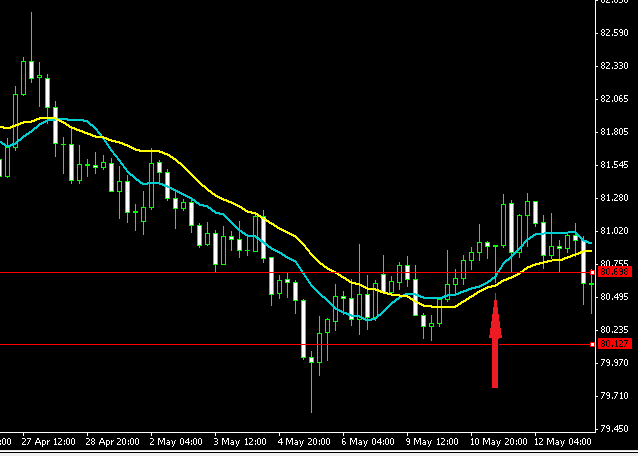 82.590
82.330
82.065
81.805
81.545
81.280
81.020
80.755
80.698
80.495
80.235
80.127
79.970
79.710
79.450
27 Apr 12:00
28 Apr 20:00
2 May 04:00
3 May 12:00
4 May 20:00
6 May 04:00
9 May 12:00
10 May 20:00
12 May 04:00